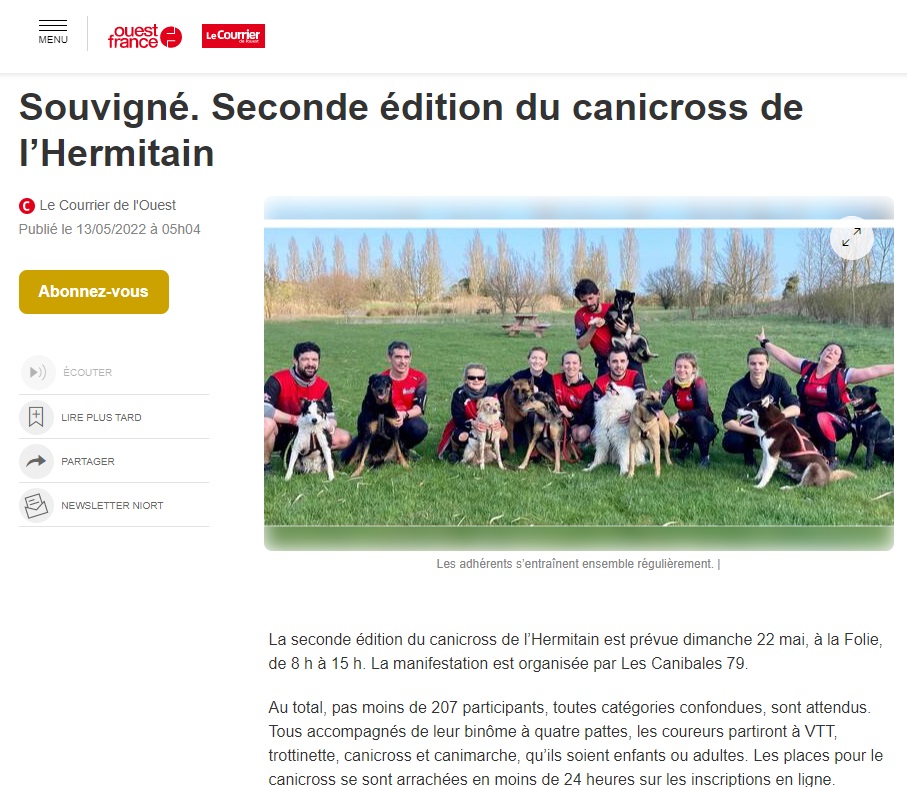 MENU
ouest
france
Le Courrier
de l'ouest
Souvigné. Seconde édition du canicross de
l’Hermitain
C Le Courrier de l'Ouest
Publié le 13/05/2022 à 05h04
Abonnez-vous
ÉCOUTER
LIRE PLUS TARD
PARTAGER
NEWSLETTER NIORT
Les adhérents s’entraînent ensemble régulièrement. |
La seconde édition du canicross de l’Hermitain est prévue dimanche 22 mai, à la Folie,
de 8 h à 15 h. La manifestation est organisée par Les Canibales 79.
Au total, pas moins de 207 participants, toutes catégories confondues, sont attendus.
Tous accompagnés de leur binôme à quatre pattes, les coureurs partiront à VTT,
trottinette, canicross et canimarche, qu’ils soient enfants ou adultes. Les places pour le
canicross se sont arrachées en moins de 24 heures sur les inscriptions en ligne.